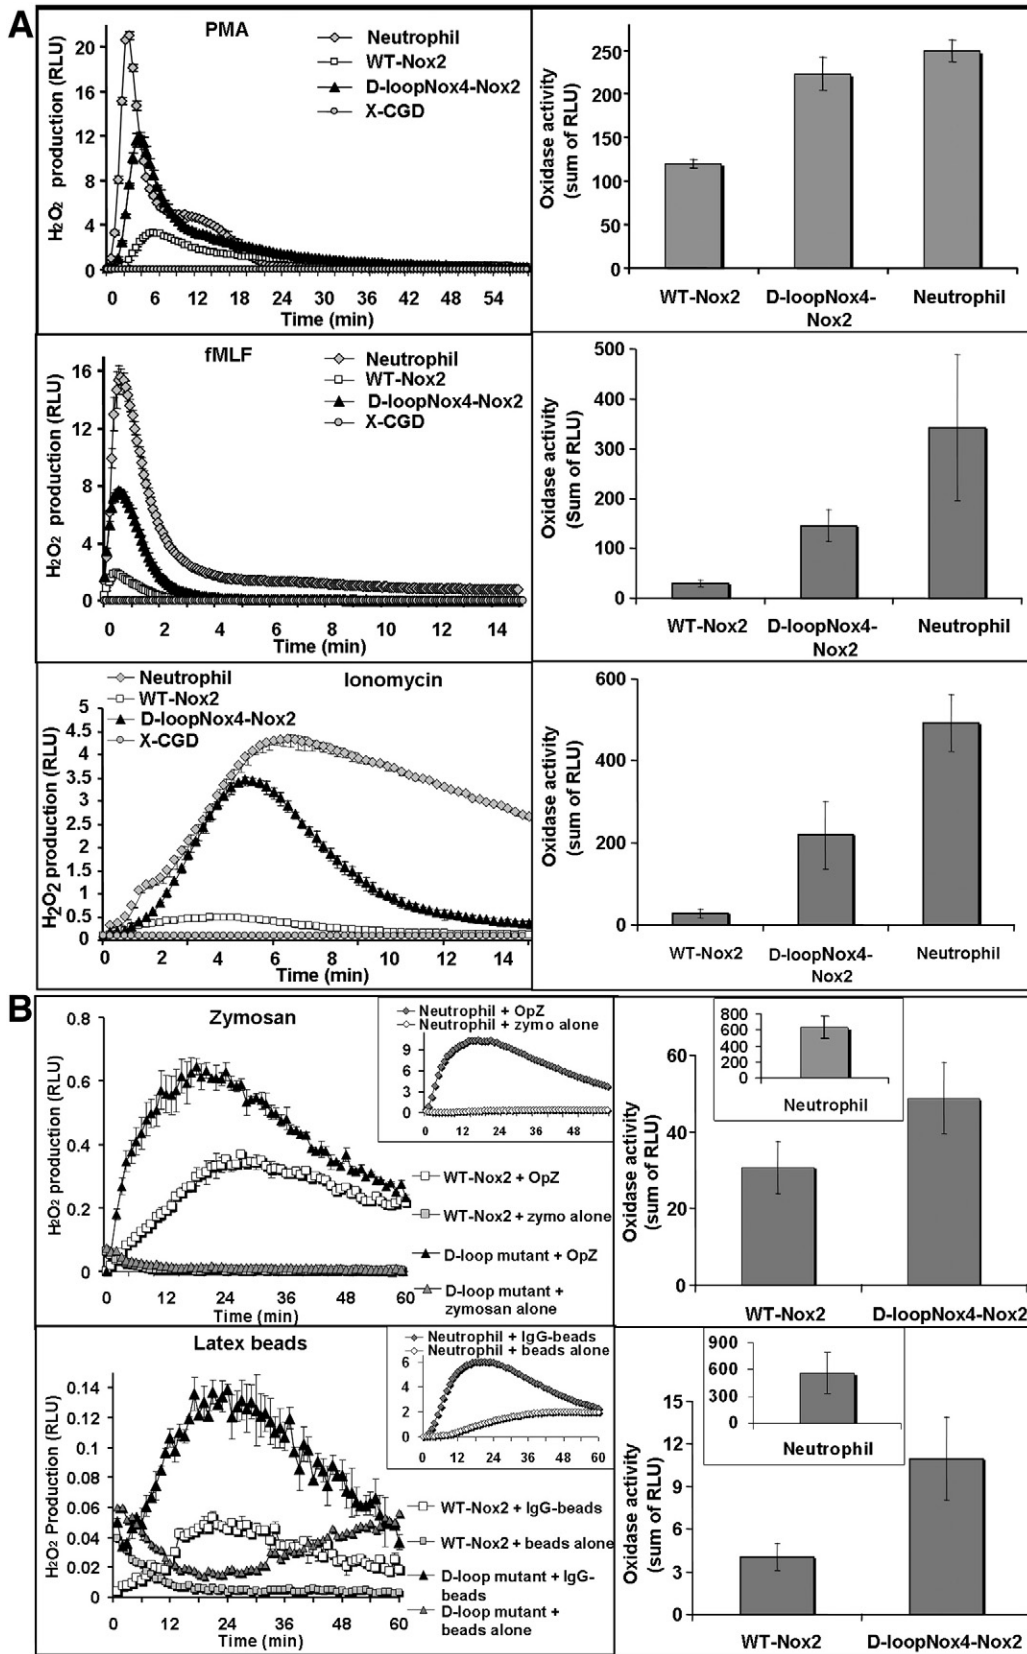 A
PMA
Neutrophil
WT-Nox2
D-loopNox4-Nox2
X-CGD
H₂O₂ production (RLU)
20
16
12
8
4
0
0 6 12 18 24 30 36 42 48 54
Time (min)
Oxidase activity
(sum of RLU)
250
200
150
100
50
0
WT-Nox2 D-loopNox4-Nox2 Neutrophil
fMLF
Neutrophil
WT-Nox2
D-loopNox4-Nox2
X-CGD
H₂O₂ production (RLU)
16
12
8
4
0
0 2 4 6 8 10 12 14
Time (min)
Oxidase activity
(Sum of RLU)
500
400
300
200
100
0
WT-Nox2 D-loopNox4-Nox2 Neutrophil
Ionomycin
Neutrophil
WT-Nox2
D-loopNox4-Nox2
X-CGD
H₂O₂ production (RLU)
5
4.5
4
3.5
3
2.5
2
1.5
1
0.5
0
0 2 4 6 8 10 12 14
Time (min)
Oxidase activity
(sum of RLU)
600
400
200
0
WT-Nox2 D-loopNox4-Nox2 Neutrophil
B
Zymosan
H₂O₂ production (RLU)
0.8
0.6
0.4
0.2
0
0 12 24 36 48 60
Time (min)
Neutrophil + OpZ
Neutrophil + zymo alone
9
6
3
0
0 12 24 36 48
WT-Nox2 + OpZ
WT-Nox2 + zymo alone
D-loop mutant + OpZ
D-loop mutant +
zymosan alone
Oxidase activity
(sum of RLU)
60
40
20
0
800
600
400
200
0
Neutrophil
WT-Nox2 D-loopNox4-Nox2
Latex beads
H₂O₂ Production (RLU)
0.14
0.12
0.1
0.08
0.06
0.04
0.02
0
0 12 24 36 48 60
Time (min)
Neutrophil + IgG-beads
Neutrophil + beads alone
6
4
2
0
0 12 24 36 48 60
WT-Nox2 + IgG-beads
WT-Nox2 + beads alone
D-loop mutant + IgG-
beads
D-loop mutant +
beads alone
Oxidase activity
(sum of RLU)
15
12
9
6
3
0
900
600
300
0
Neutrophil
WT-Nox2 D-loopNox4-Nox2